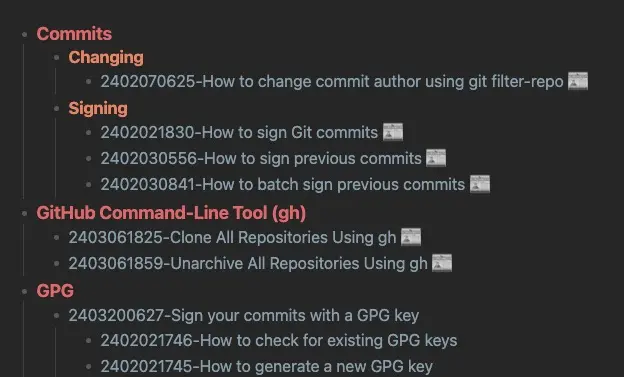 Commits
Changing
2402070625-How to change commit author using git filter-repo
Signing
2402021830-How to sign Git commits
2402030556-How to sign previous commits
2402030841-How to batch sign previous commits
GitHub Command-Line Tool (gh)
2403061825-Clone All Repositories Using gh
2403061859-Unarchive All Repositories Using gh
GPG
2403200627-Sign your commits with a GPG key
2402021746-How to check for existing GPG keys
2402021745-How to generate a new GPG key